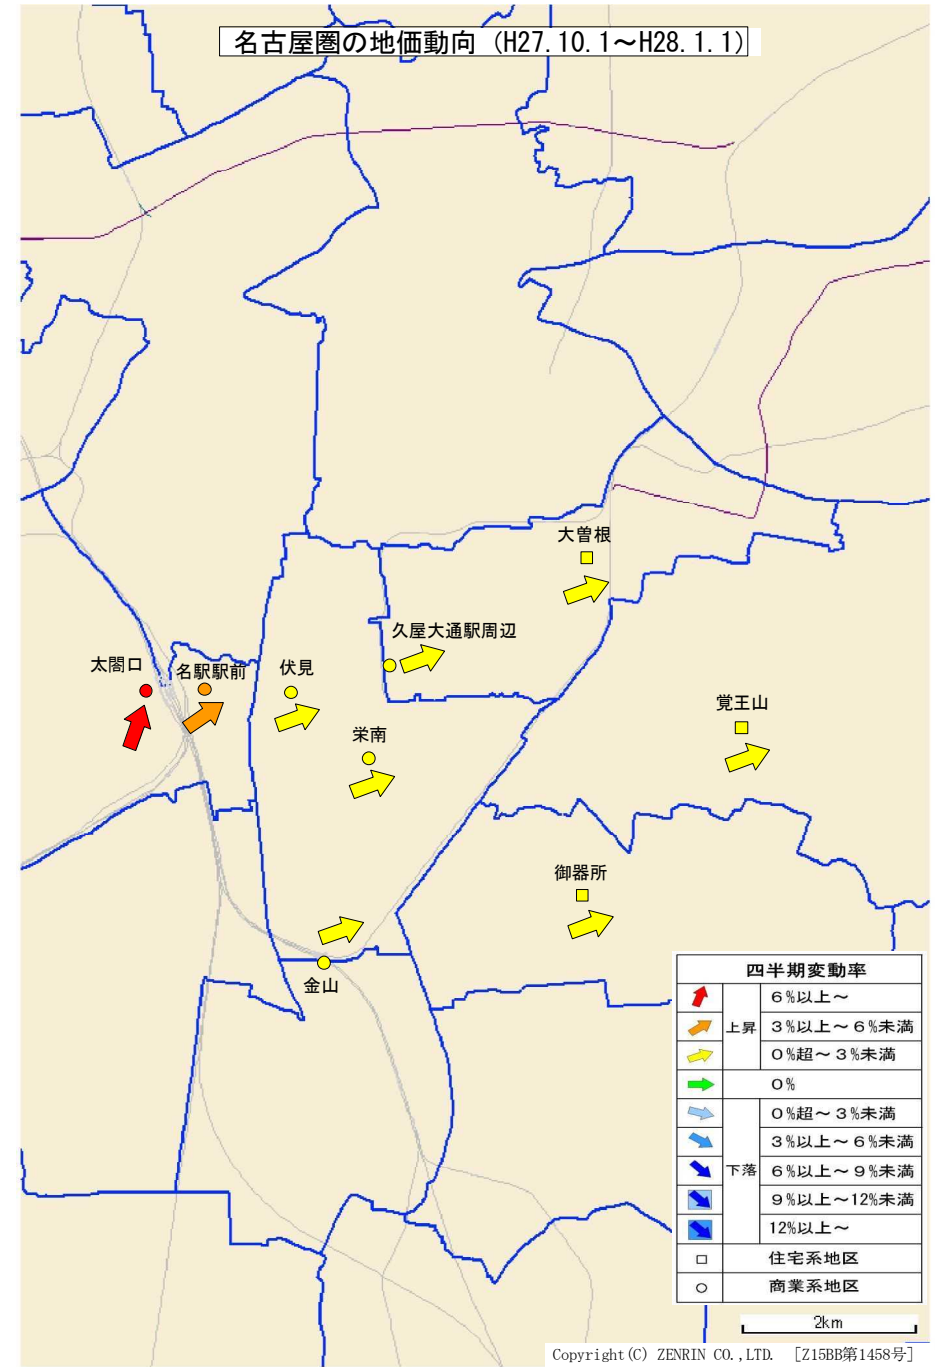 名古屋圏の地価動向（H27.10.1～H28.1.1）
大曽根
久屋大通駅周辺
太閤口
名駅駅前
伏見
覚王山
栄南
御器所
金山
四半期変動率
上昇
6%以上～
3%以上～6%未満
0%超～3%未満
0%
下落
0%超～3%未満
3%以上～6%未満
6%以上～9%未満
9%以上～12%未満
12%以上～
住宅系地区
商業系地区
2km
Copyright(C) ZENRIN CO.,LTD. ［Z15BB第1458号］